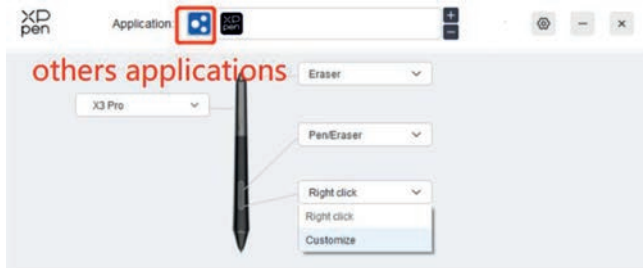 XP
pen
Application:
XP
pen
+
−
others applications
Eraser
X3 Pro
Pen/Eraser
Right click
Right click
Customize